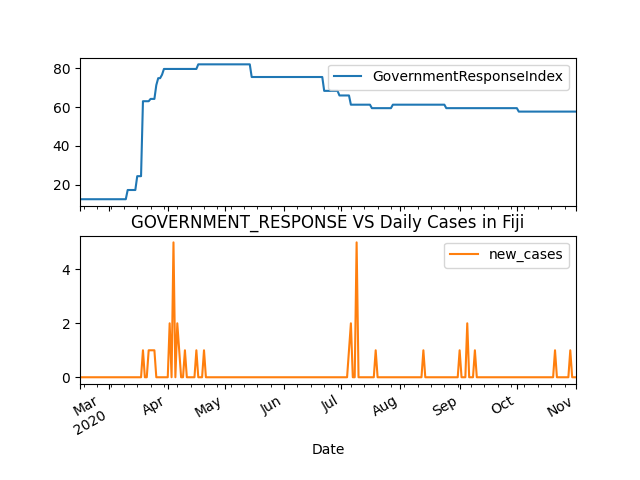 80
60
40
20
GovernmentResponseIndex
GOVERNMENT_RESPONSE VS Daily Cases in Fiji
4
2
0
new_cases
Mar
2020
Apr
May
Jun
Jul
Aug
Sep
Oct
Nov
Date